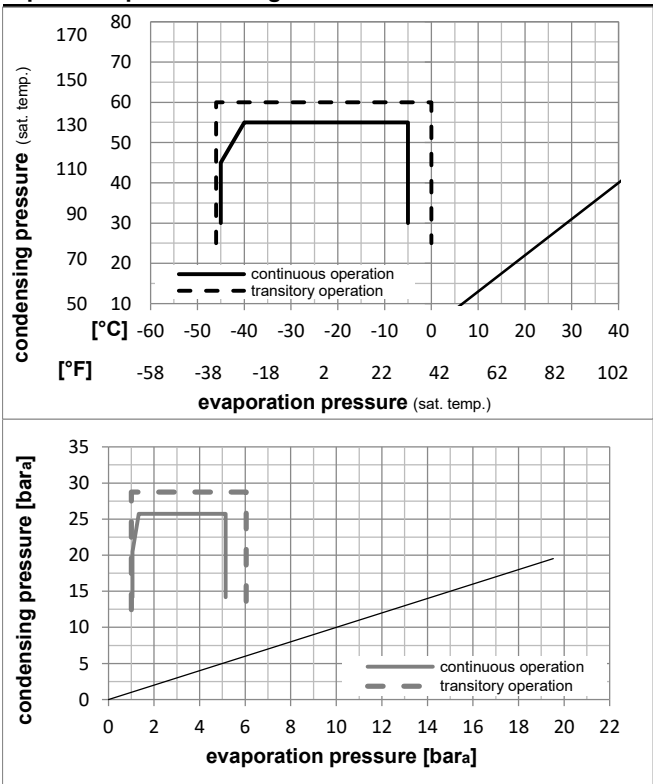 170 80
70
150 60
130 50
110 40
90 30
70 20
50 10
condensing pressure (sat. temp.)
continuous operation
transitory operation
[°C] -60 -50 -40 -30 -20 -10 0 10 20 30 40
[°F] -58 -38 -18 2 22 42 62 82 102
evaporation pressure (sat. temp.)
35
30
25
20
15
10
5
0
condensing pressure [bara]
continuous operation
transitory operation
0 2 4 6 8 10 12 14 16 18 20 22
evaporation pressure [bara]